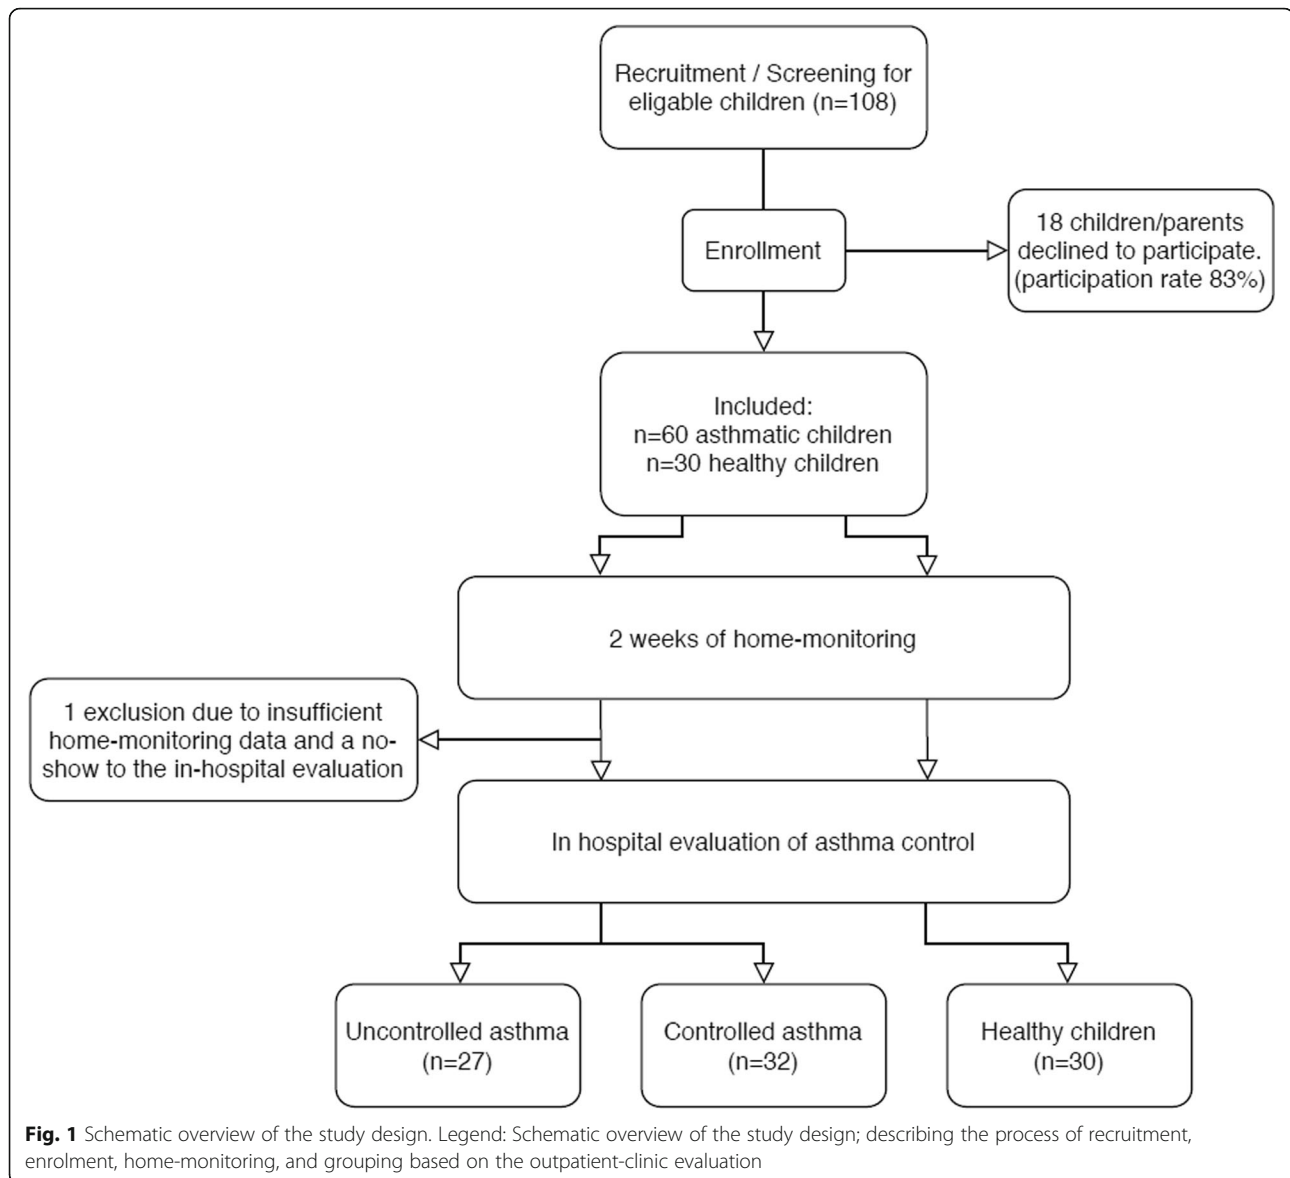 Recruitment / Screening for
eligable children (n=108)
Enrollment
18 children/parents
declined to participate.
(participation rate 83%)
Included:
n=60 asthmatic children
n=30 healthy children
2 weeks of home-monitoring
1 exclusion due to insufficient
home-monitoring data and a no-
show to the in-hospital evaluation
In hospital evaluation of asthma control
Uncontrolled asthma
(n=27)
Controlled asthma
(n=32)
Healthy children
(n=30)
Fig. 1 Schematic overview of the study design. Legend: Schematic overview of the study design; describing the process of recruitment,
enrolment, home-monitoring, and grouping based on the outpatient-clinic evaluation